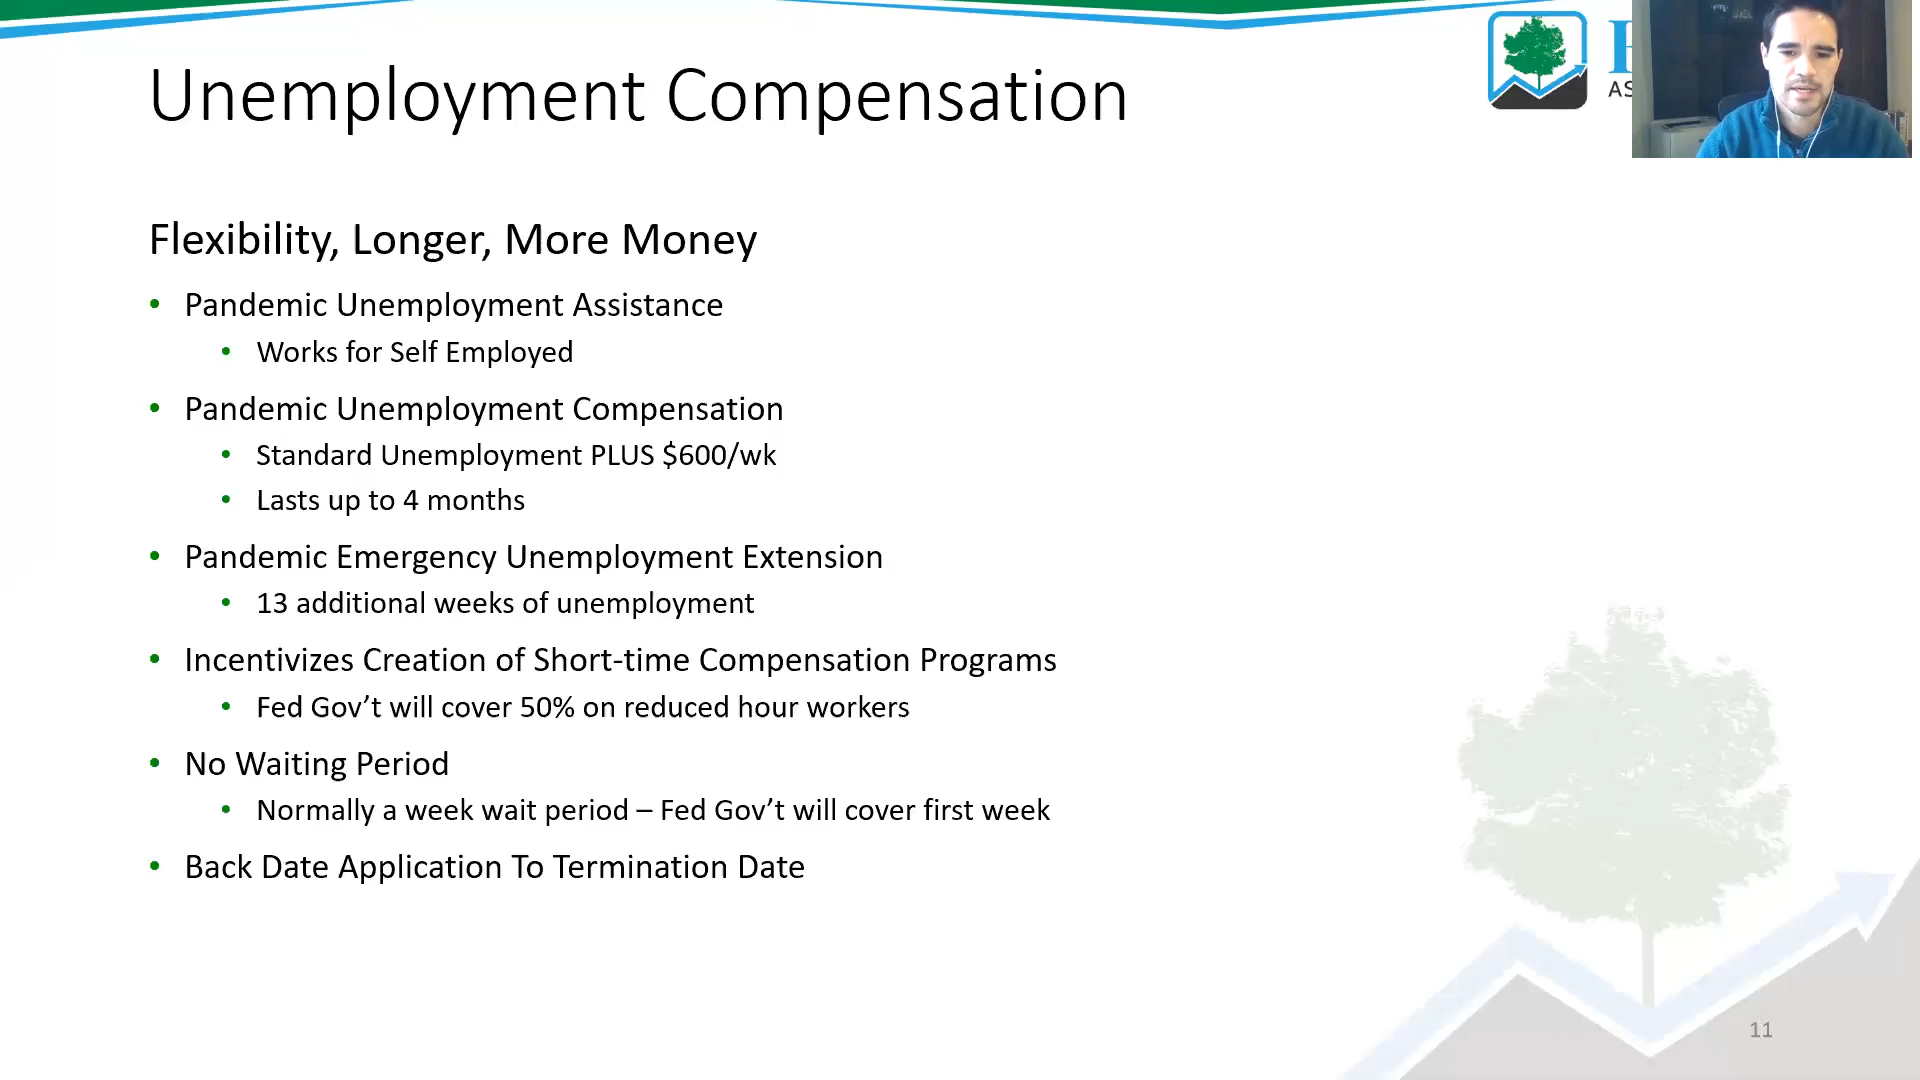 Unemployment Compensation
Flexibility, Longer, More Money
• Pandemic Unemployment Assistance
• Works for Self Employed
• Pandemic Unemployment Compensation
• Standard Unemployment PLUS $600/wk
• Lasts up to 4 months
• Pandemic Emergency Unemployment Extension
• 13 additional weeks of unemployment
• Incentivizes Creation of Short-time Compensation Programs
• Fed Gov’t will cover 50% on reduced hour workers
• No Waiting Period
• Normally a week wait period – Fed Gov’t will cover first week
• Back Date Application To Termination Date
11